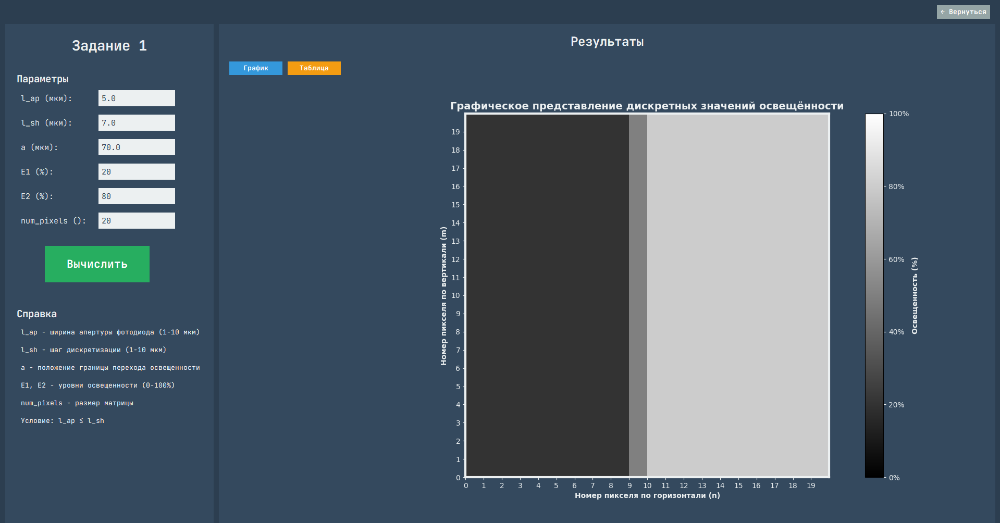 ← Вернуться
Задание 1
Параметры
l_ap (мкм): 5.0
l_sh (мкм): 7.0
a (мкм): 70.0
E1 (%): 20
E2 (%): 80
num_pixels (): 20
Вычислить
Справка
l_ap - ширина апертуры фотодиода (1-10 мкм)
l_sh - шаг дискретизации (1-10 мкм)
a - положение границы перехода освещенности
E1, E2 - уровни освещенности (0-100%)
num_pixels - размер матрицы
Условие: l_ap ≤ l_sh
Результаты
График Таблица
Графическое представление дискретных значений освещённости
Номер пикселя по вертикали (m)
19
18
17
16
15
14
13
12
11
10
9
8
7
6
5
4
3
2
1
0
0 1 2 3 4 5 6 7 8 9 10 11 12 13 14 15 16 17 18 19
Номер пикселя по горизонтали (n)
100%
80%
60%
40%
20%
0%
Освещенность (%)